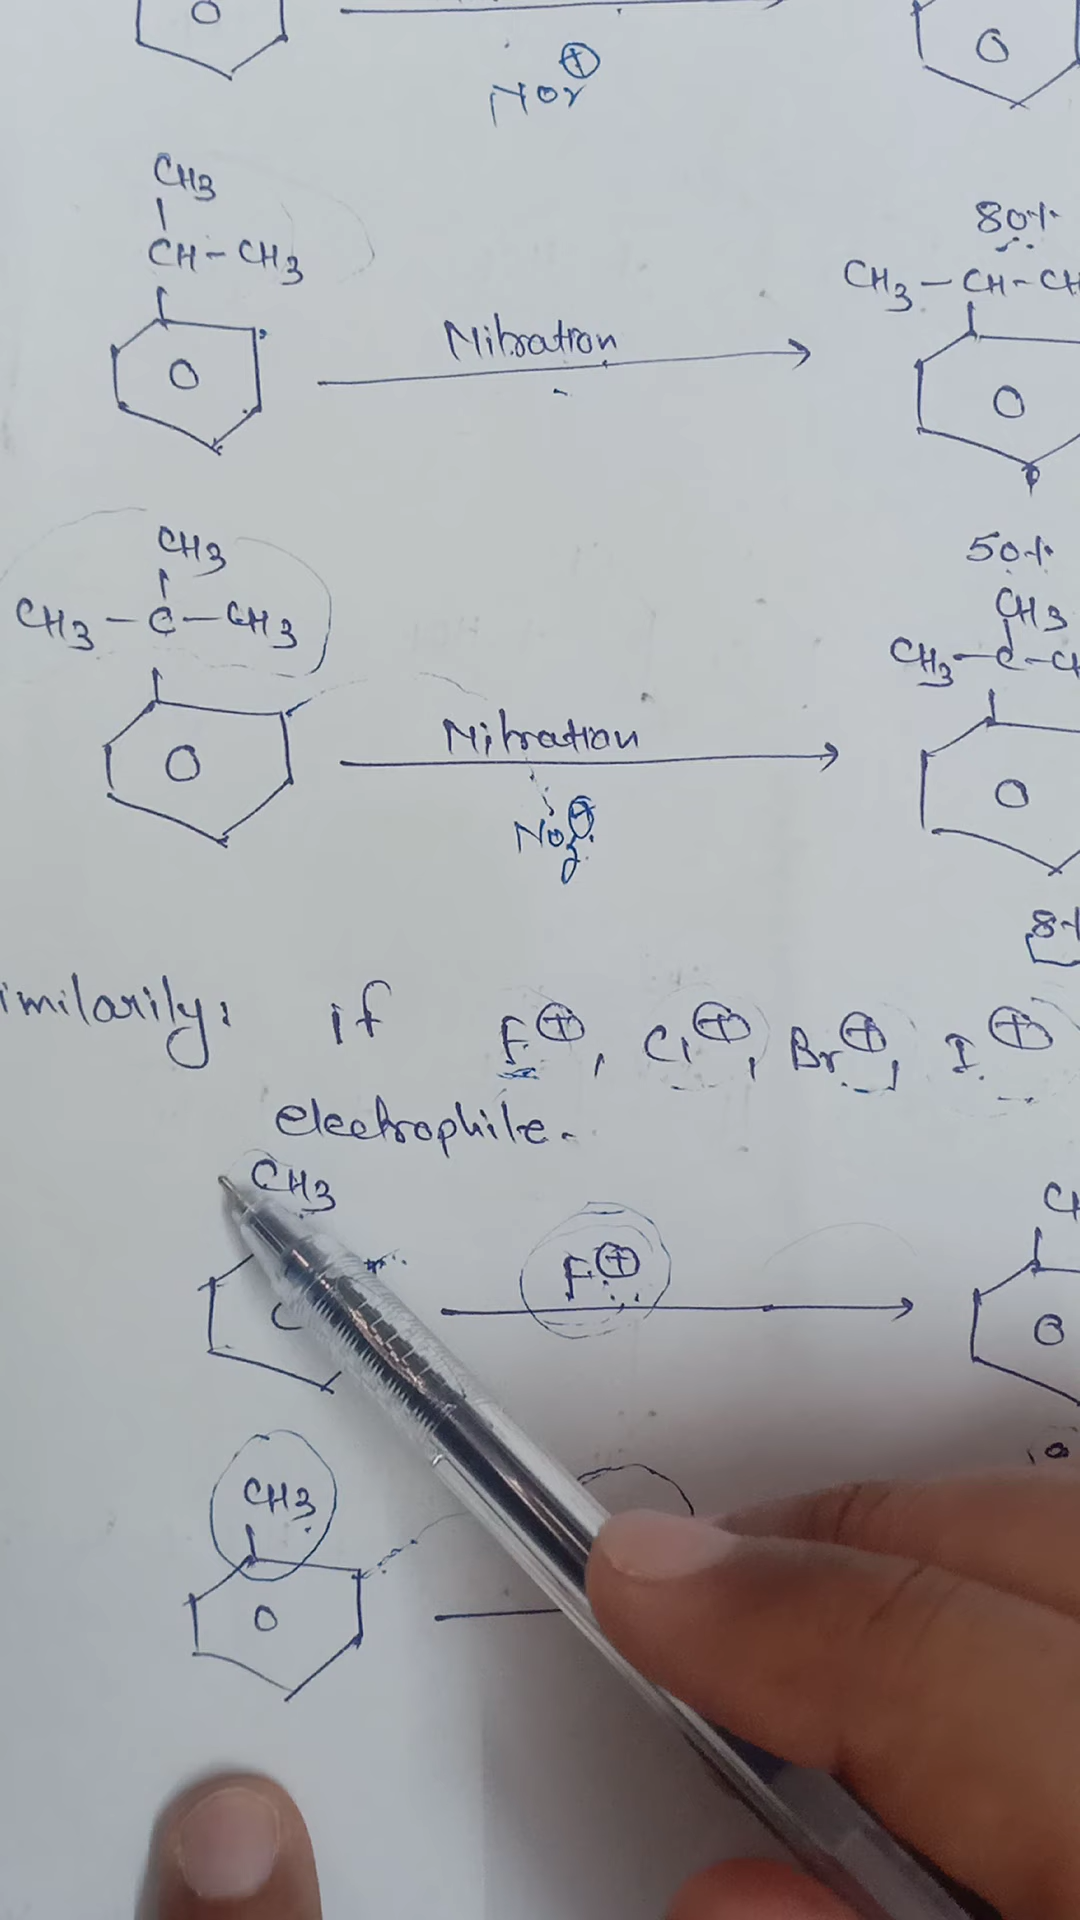 O
O
NO₂⊕
CH3
CH-CH3
80%
CH3-CH-CH
Nitration
O
O
CH3
CH3-C-CH3
50%
CH3
CH3-C-CH
Nitration
O
O
NO2⊕
8%
imilarily: if F⊕, Cl⊕, Br⊕, I⊕
electrophile.
CH3
F⊕
O
CH3
O